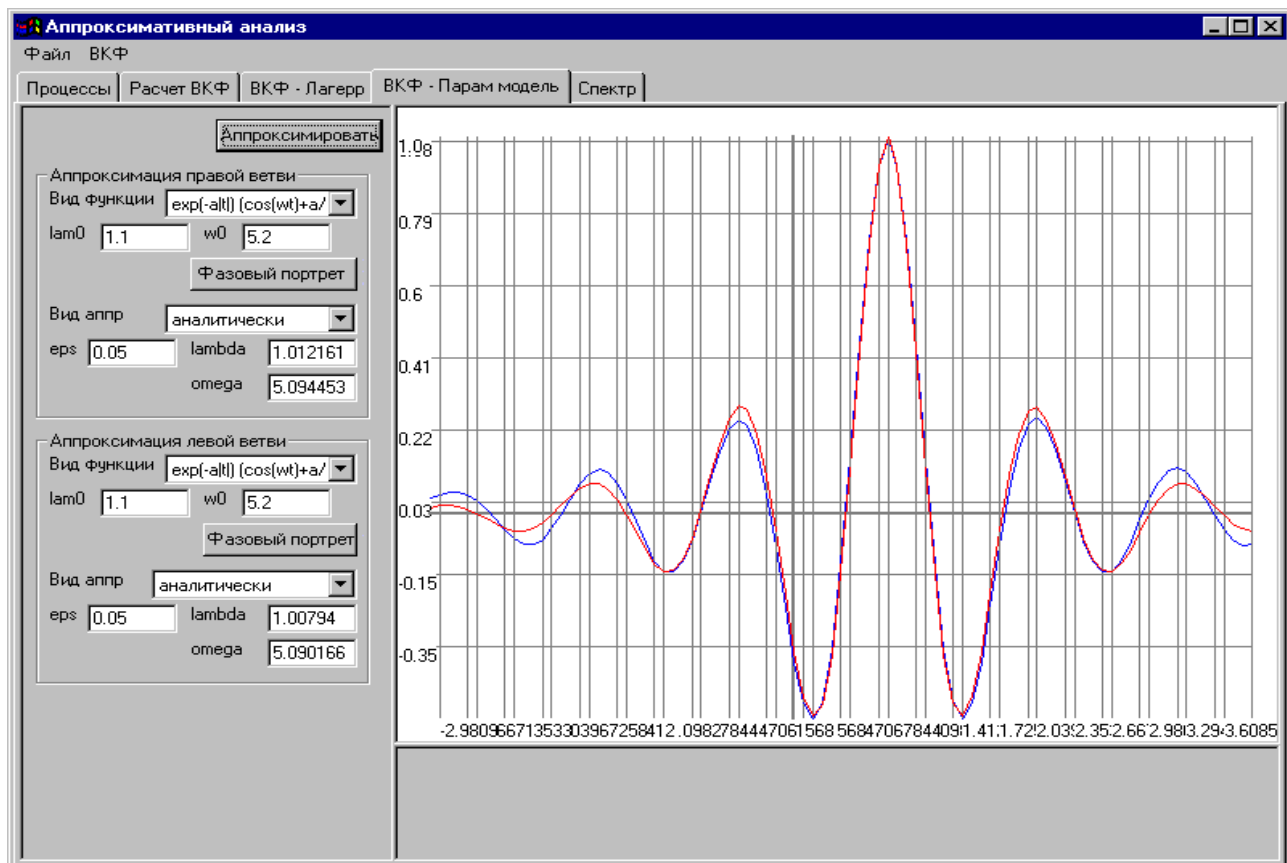 Аппроксимативный анализ
Файл ВКФ
Процессы Расчет ВКФ ВКФ - Лагерр ВКФ - Парам модель Спектр
Аппроксимировать
Аппроксимация правой ветви
Вид функции exp(-a|t|) (cos(wt)+a/
lam0 1.1 w0 5.2
Фазовый портрет
Вид аппр аналитически
eps 0.05 lambda 1.012161
omega 5.094453
Аппроксимация левой ветви
Вид функции exp(-a|t|) (cos(wt)+a/
lam0 1.1 w0 5.2
Фазовый портрет
Вид аппр аналитически
eps 0.05 lambda 1.00794
omega 5.090166
0.79
0.6
0.41
0.22
0.03
-0.15
-0.35